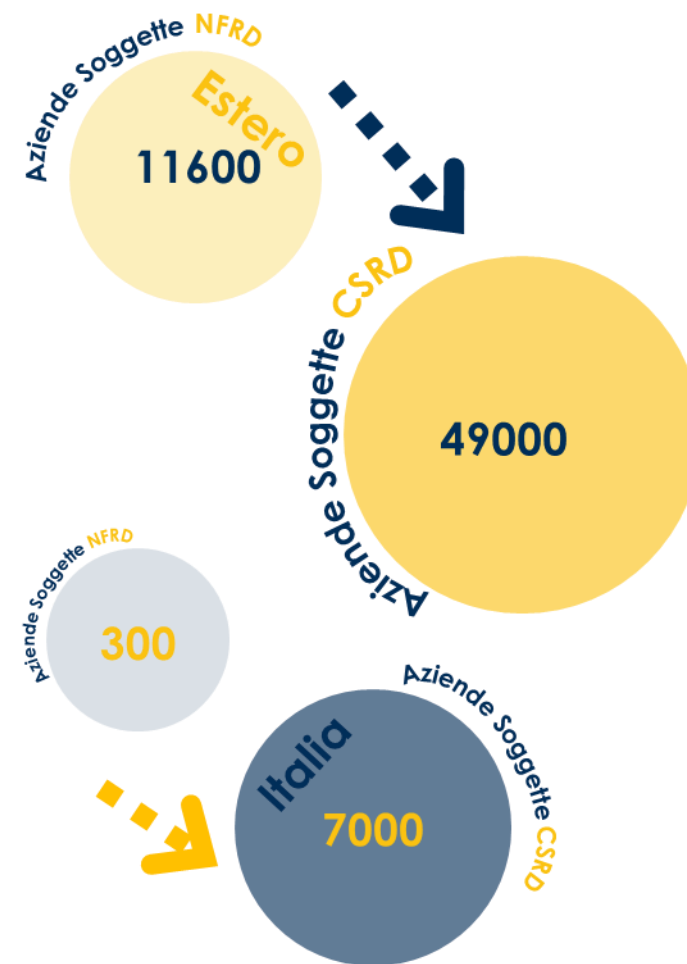 Aziende Soggette NFRD
Estero
11600
Aziende Soggette CSRD
49000
Aziende Soggette NFRD
300
Aziende Soggette CSRD
Italia
7000